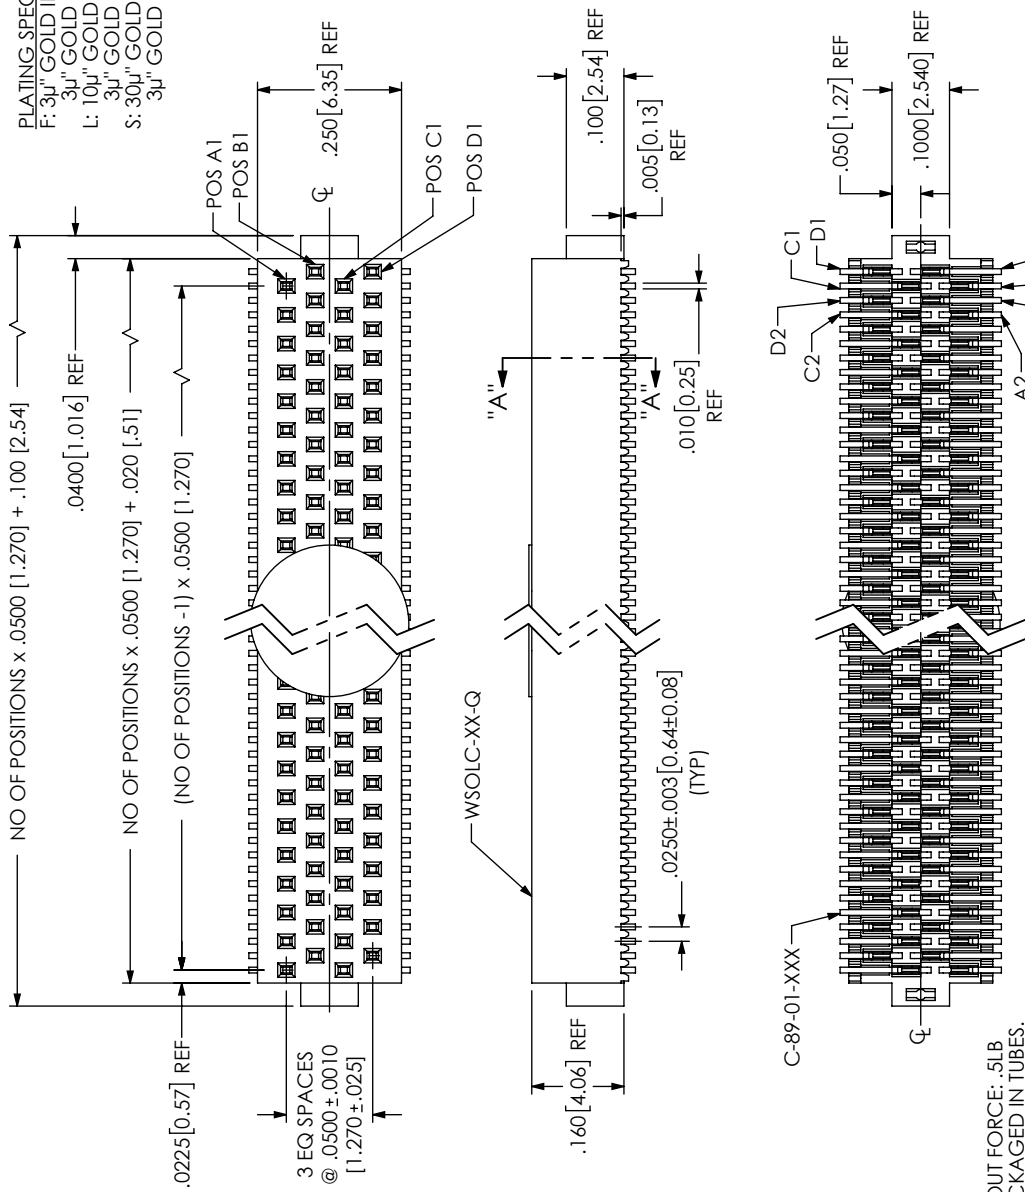 PLATING SPEC
F: 3µ" GOLD
3µ" GOLD
L: 10µ" GOLD
3µ" GOLD
S: 30µ" GOLD
3µ" GOLD
NO OF POSITIONS x .0500 [1.270] + .100 [2.54]
.0400[1.016] REF
NO OF POSITIONS x .0500 [1.270] + .020 [.51]
(NO OF POSITIONS -1) x .0500 [1.270]
.0225[0.57] REF
3 EQ SPACES
@ .0500±.0010
[1.270±.025]
.250[6.35] REF
POS A1
POS B1
POS C1
POS D1
WSOLC-XX-Q
.160[4.06] REF
.0250±.003[0.64±0.08]
(TYP)
"A"
"A"
.010[0.25]
REF
.100[2.54] REF
.005[0.13]
REF
C-89-01-XXX
D2
C2
C1
D1
A2
.050[1.27] REF
.1000[2.540] REF
OUT FORCE: .5LB
CKAGED IN TUBES.